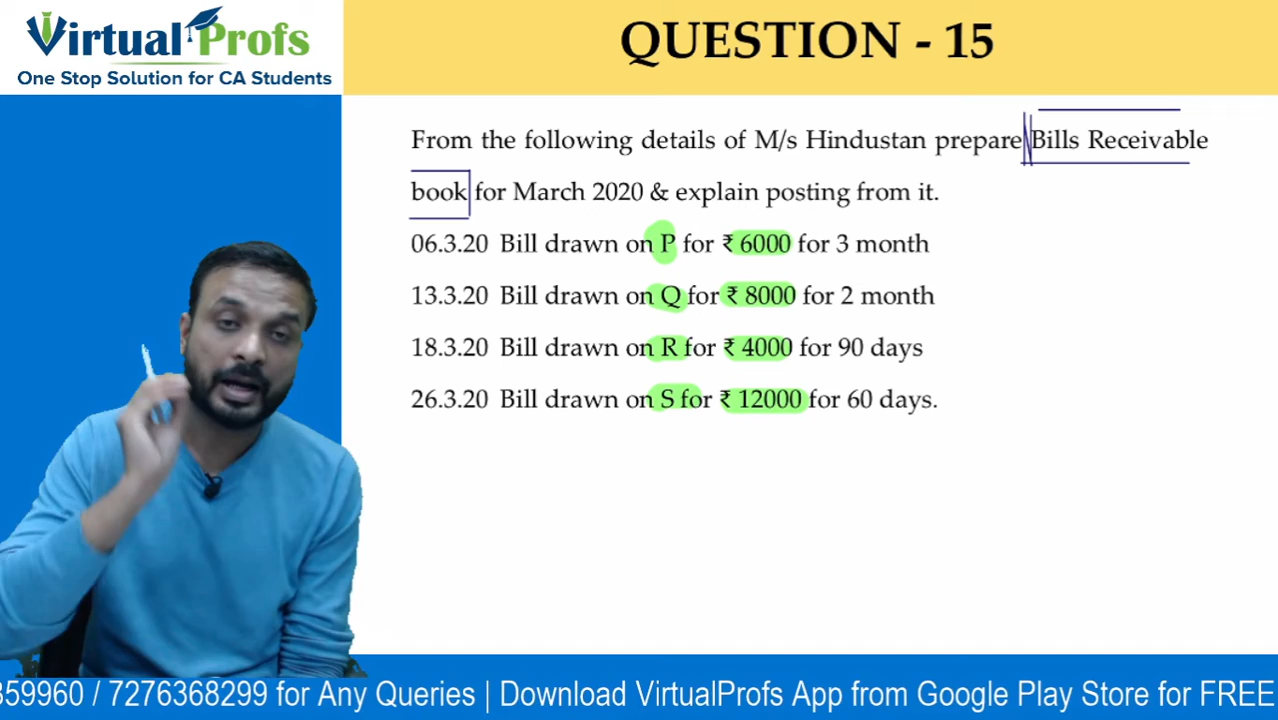 Virtual Profs
One Stop Solution for CA Students
QUESTION - 15
From the following details of M/s Hindustan prepare Bills Receivable
book for March 2020 & explain posting from it.
06.3.20 Bill drawn on P for ₹ 6000 for 3 month
13.3.20 Bill drawn on Q for ₹ 8000 for 2 month
18.3.20 Bill drawn on R for ₹ 4000 for 90 days
26.3.20 Bill drawn on S for ₹ 12000 for 60 days.
859960 / 7276368299 for Any Queries | Download VirtualProfs App from Google Play Store for FREE